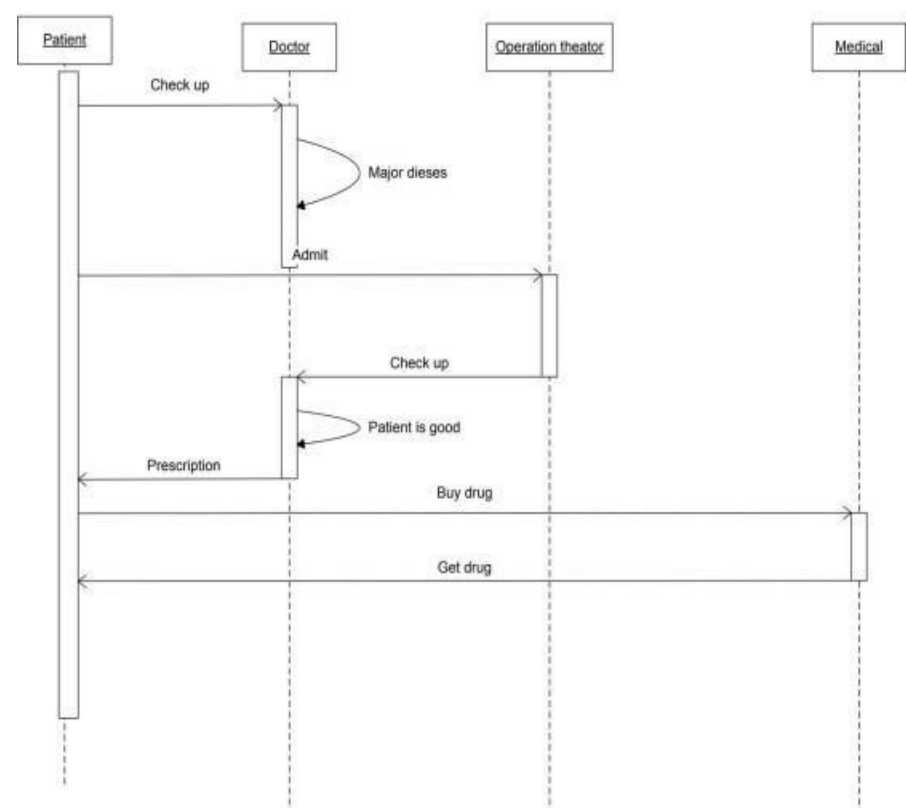 Patient
Doctor
Operation theator
Medical
Check up
Major dieses
Admit
Check up
Patient is good
Prescription
Buy drug
Get drug